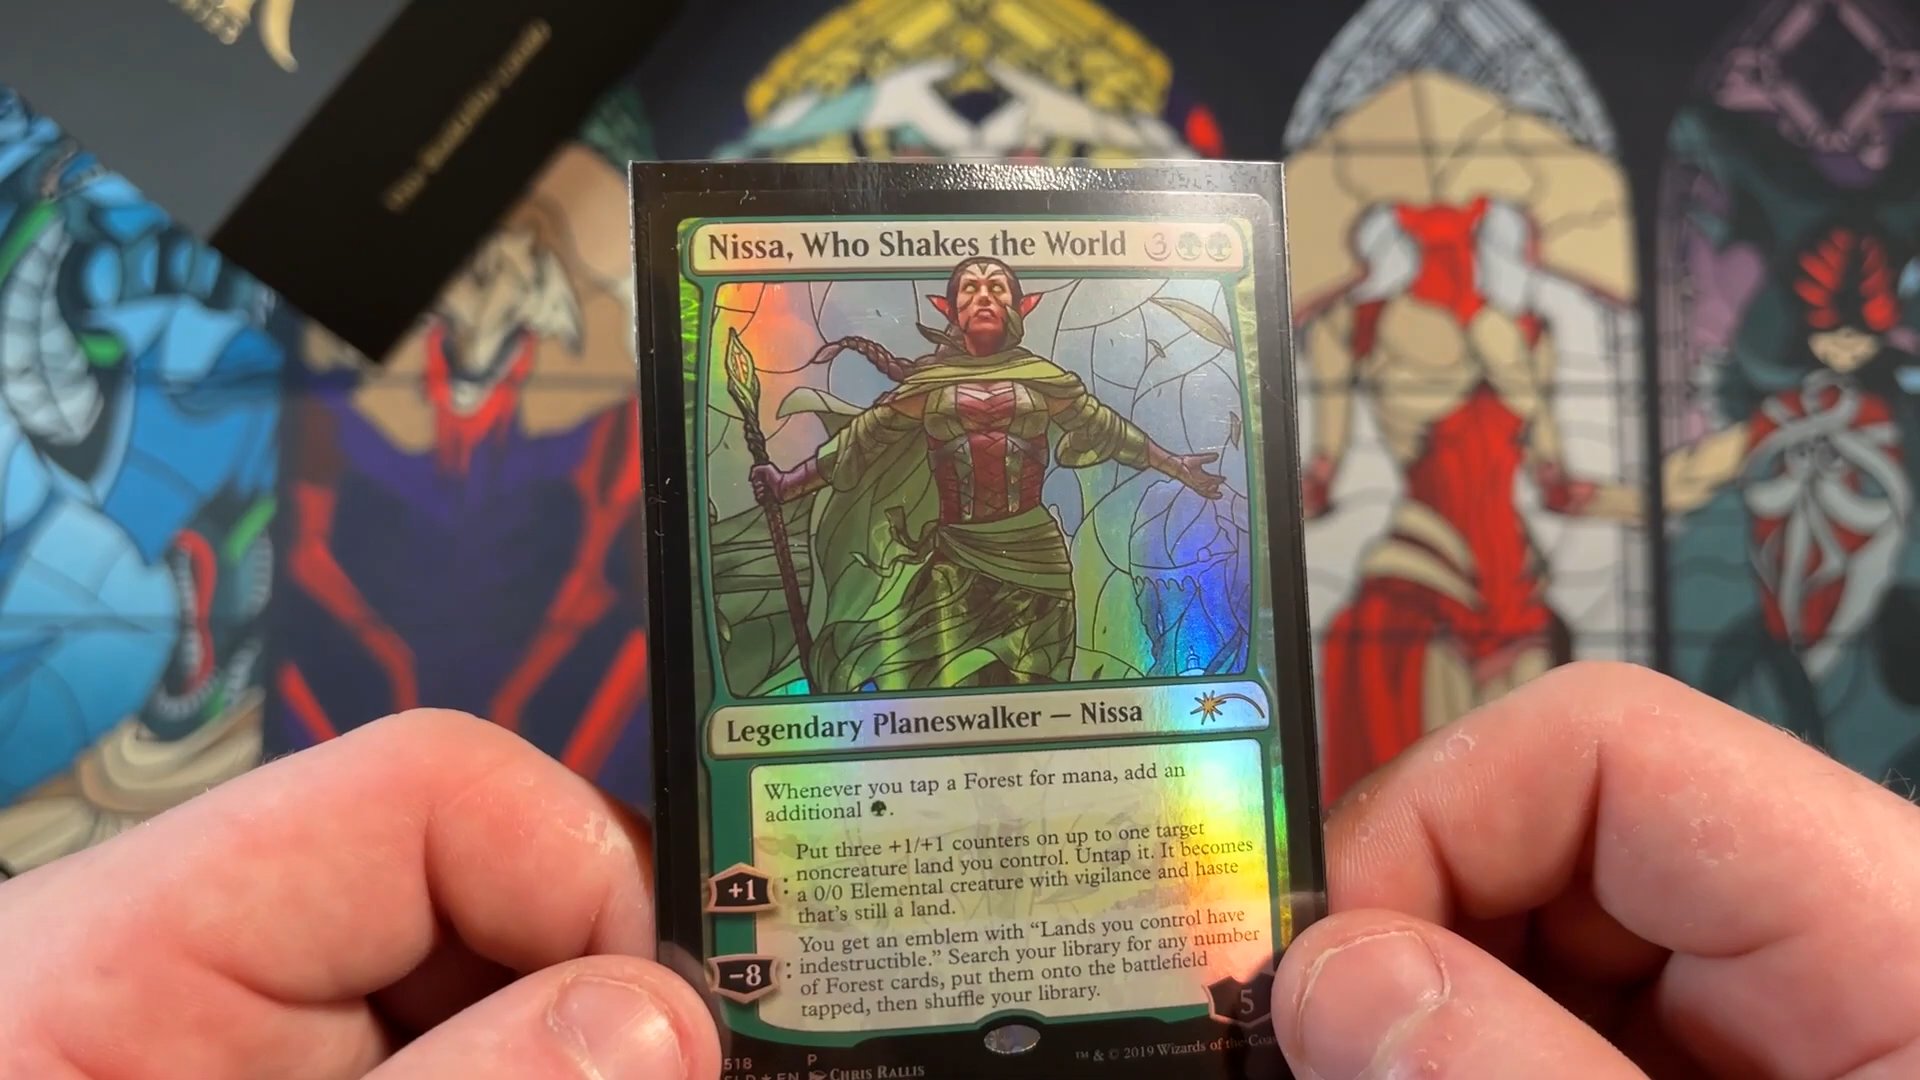 Nissa, Who Shakes the World 3
Legendary Planeswalker — Nissa
Whenever you tap a Forest for mana, add an
additional .
+1 : Put three +1/+1 counters on up to one target
noncreature land you control. Untap it. It becomes
a 0/0 Elemental creature with vigilance and haste
that's still a land.
-8 : You get an emblem with “Lands you control have
indestructible.” Search your library for any number
of Forest cards, put them onto the battlefield
tapped, then shuffle your library.
5
518 P
™ & © 2019 Wizards of the
EN CHRIS RALLIS